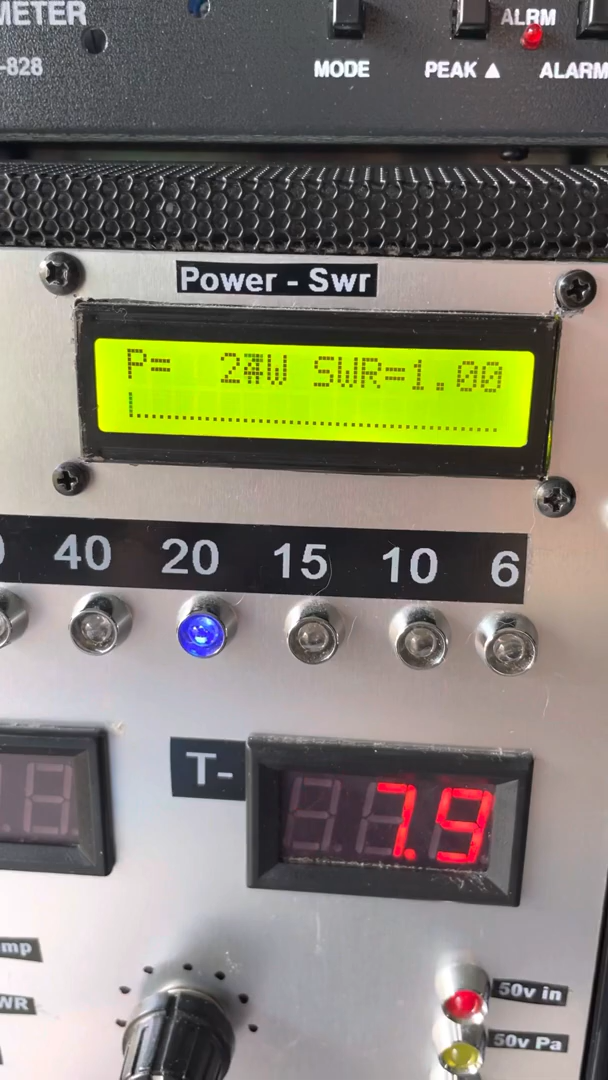 METER
-828
MODE
PEAK ▲
ALRM
ALARM
Power - Swr
SWR=1.00
40 20 15 10 6
T-
7.9
mp
WR
50v in
50v Pa